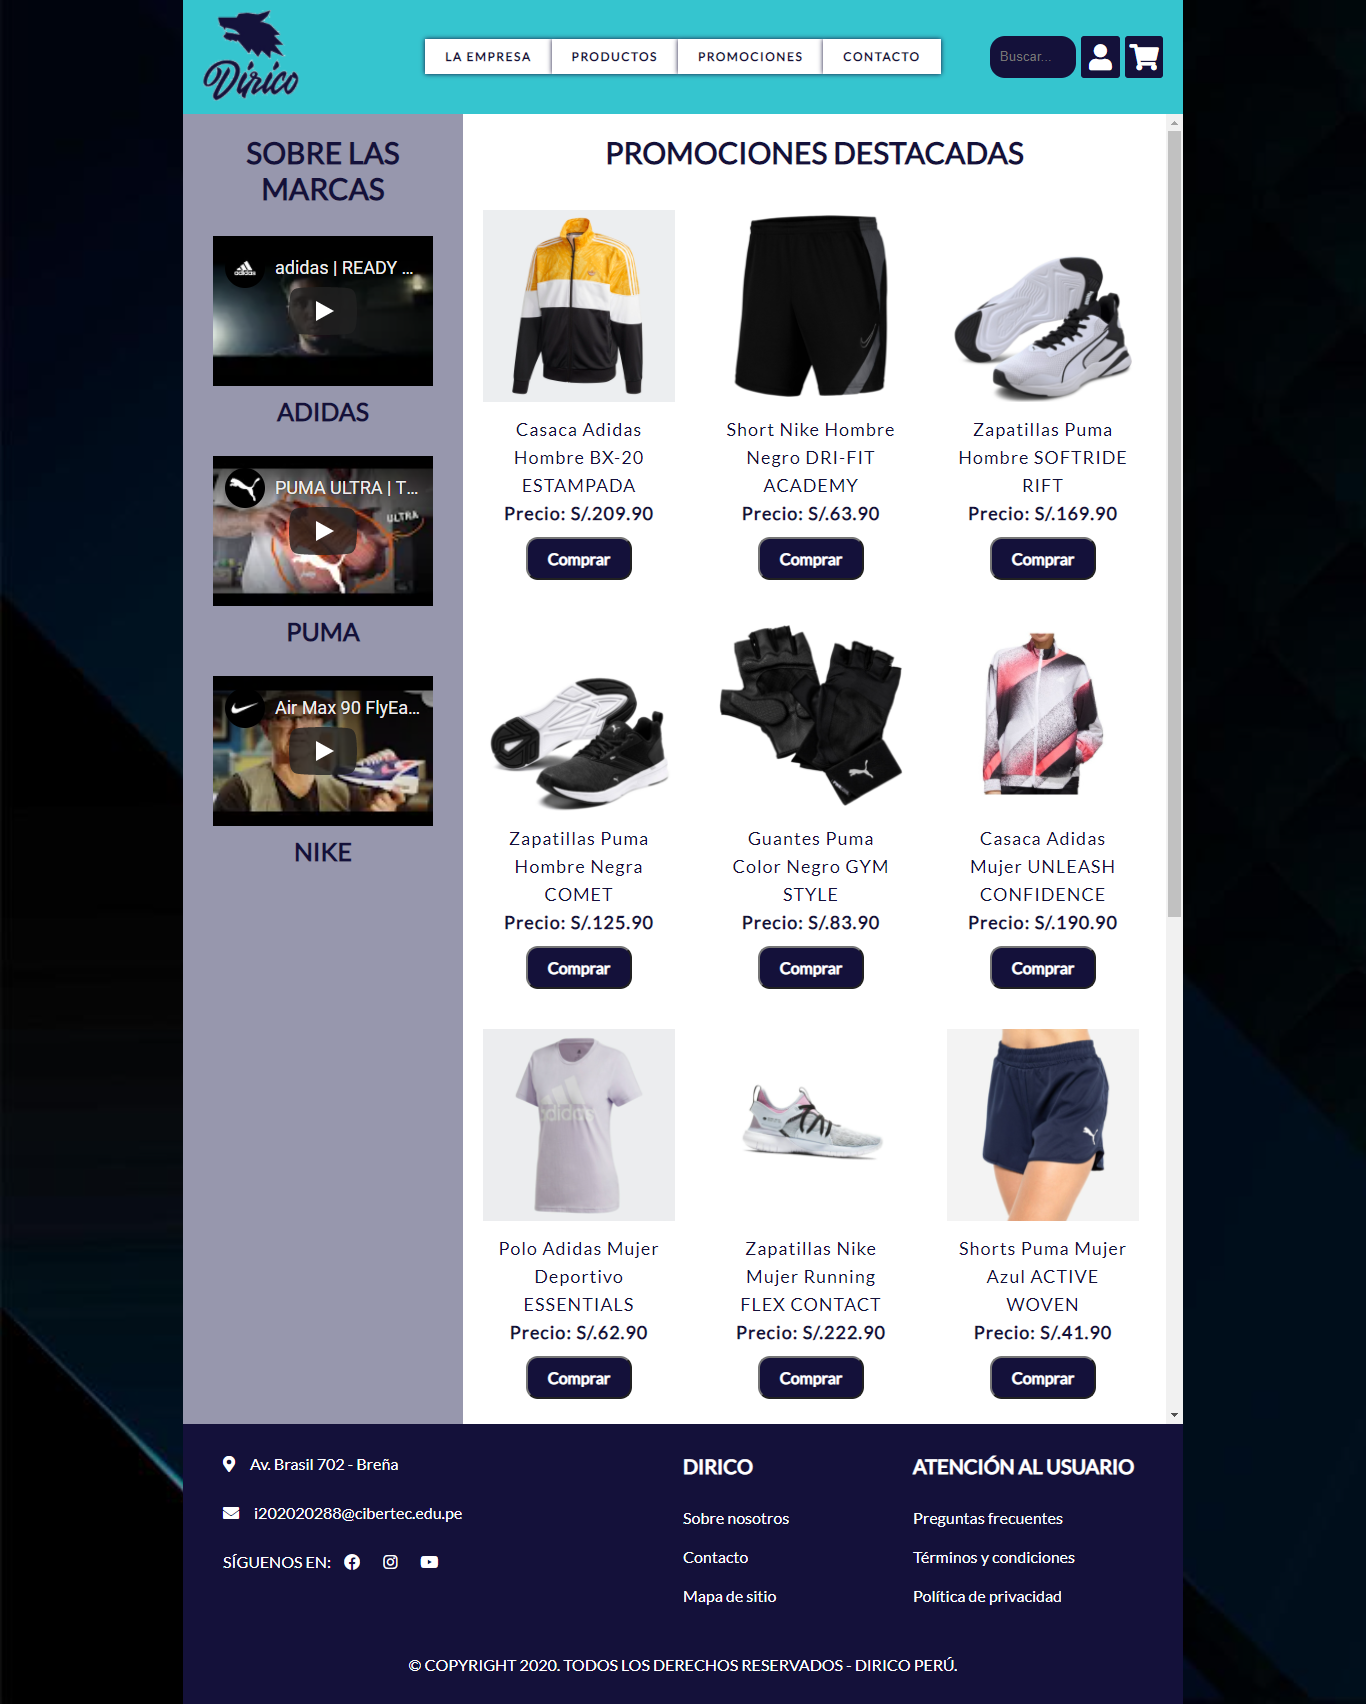 Dirico
LA EMPRESA
PRODUCTOS
PROMOCIONES
CONTACTO
Buscar...
SOBRE LAS
MARCAS
adidas | READY ...
ADIDAS
PUMA ULTRA | T...
ULTRA
PUMA
Air Max 90 FlyEa...
NIKE
PROMOCIONES DESTACADAS
Casaca Adidas
Hombre BX-20
ESTAMPADA
Precio: S/.209.90
Comprar
Short Nike Hombre
Negro DRI-FIT
ACADEMY
Precio: S/.63.90
Comprar
Zapatillas Puma
Hombre SOFTRIDE
RIFT
Precio: S/.169.90
Comprar
Zapatillas Puma
Hombre Negra
COMET
Precio: S/.125.90
Comprar
Guantes Puma
Color Negro GYM
STYLE
Precio: S/.83.90
Comprar
Casaca Adidas
Mujer UNLEASH
CONFIDENCE
Precio: S/.190.90
Comprar
adidas
Polo Adidas Mujer
Deportivo
ESSENTIALS
Precio: S/.62.90
Comprar
Zapatillas Nike
Mujer Running
FLEX CONTACT
Precio: S/.222.90
Comprar
Shorts Puma Mujer
Azul ACTIVE
WOVEN
Precio: S/.41.90
Comprar
Av. Brasil 702 - Breña
i202020288@cibertec.edu.pe
SÍGUENOS EN:
DIRICO
Sobre nosotros
Contacto
Mapa de sitio
ATENCIÓN AL USUARIO
Preguntas frecuentes
Términos y condiciones
Política de privacidad
© COPYRIGHT 2020. TODOS LOS DERECHOS RESERVADOS - DIRICO PERÚ.